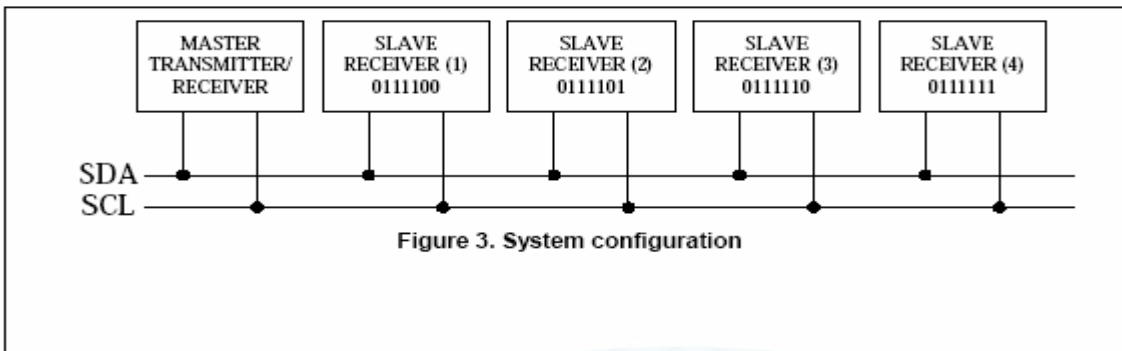 MASTER
TRANSMITTER/
RECEIVER
SLAVE
RECEIVER (1)
0111100
SLAVE
RECEIVER (2)
0111101
SLAVE
RECEIVER (3)
0111110
SLAVE
RECEIVER (4)
0111111
SDA
SCL
Figure 3. System configuration